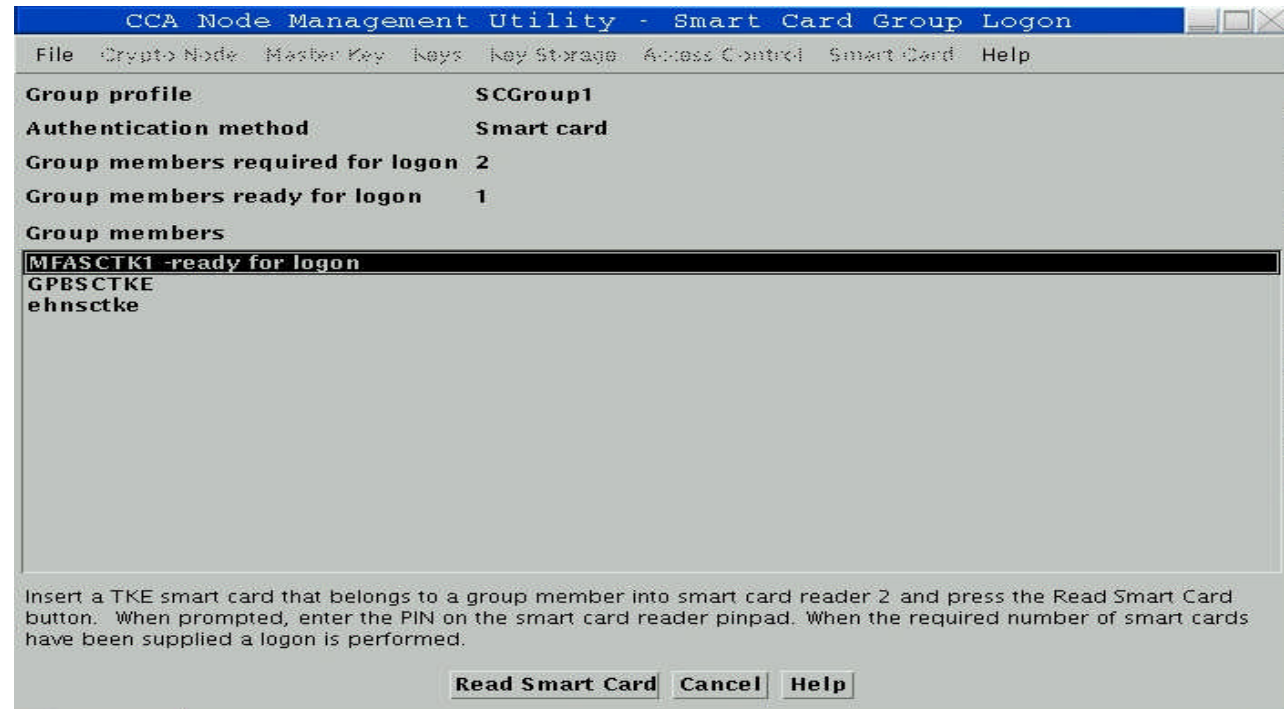 CCA Node Management Utility - Smart Card Group Logon
File Crypto Node Master Key Keys Key Storage Access Control Smart Card Help
Group profile SCGroup1
Authentication method Smart card
Group members required for logon 2
Group members ready for logon 1
Group members
MFASCTK1 -ready for logon
GPBSCTKE
ehnsctke
Insert a TKE smart card that belongs to a group member into smart card reader 2 and press the Read Smart Card
button. When prompted, enter the PIN on the smart card reader pinpad. When the required number of smart cards
have been supplied a logon is performed.
Read Smart Card Cancel Help